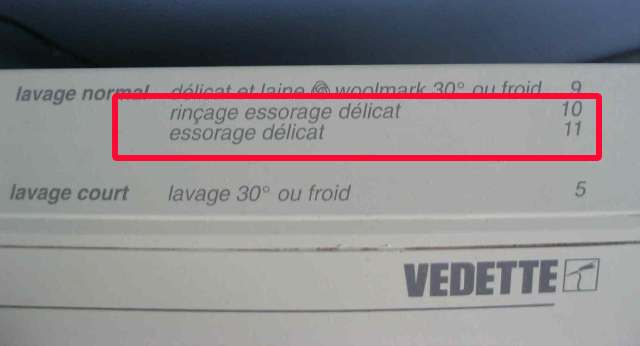 lavage normal délicat et laine woolmark 30° ou froid 9
rinçage essorage délicat 10
essorage délicat 11
lavage court lavage 30° ou froid 5
VEDETTE